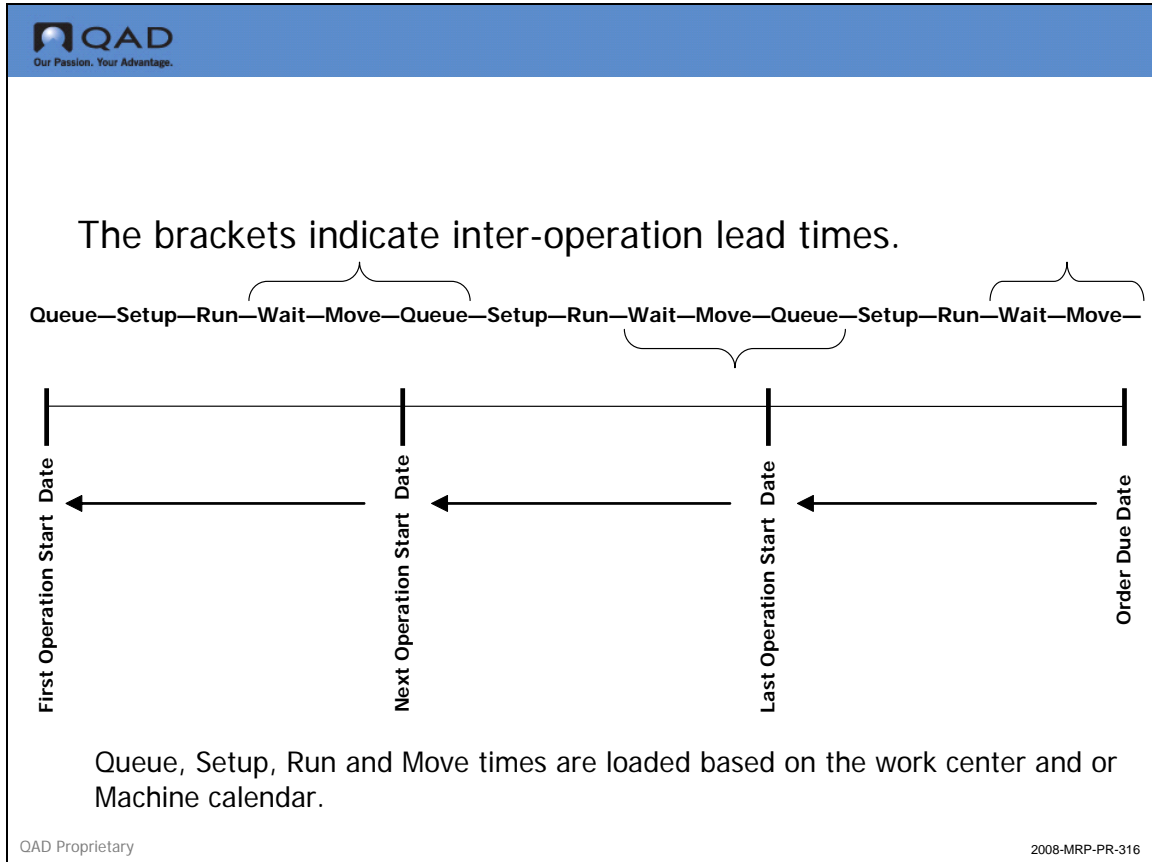 QAD
Our Passion. Your Advantage.
The brackets indicate inter-operation lead times.
Queue—Setup—Run—Wait—Move—Queue—Setup—Run—Wait—Move—Queue—Setup—Run—Wait—Move—
First Operation Start Date
Next Operation Start Date
Last Operation Start Date
Order Due Date
Queue, Setup, Run and Move times are loaded based on the work center and or
Machine calendar.
QAD Proprietary
2008-MRP-PR-316